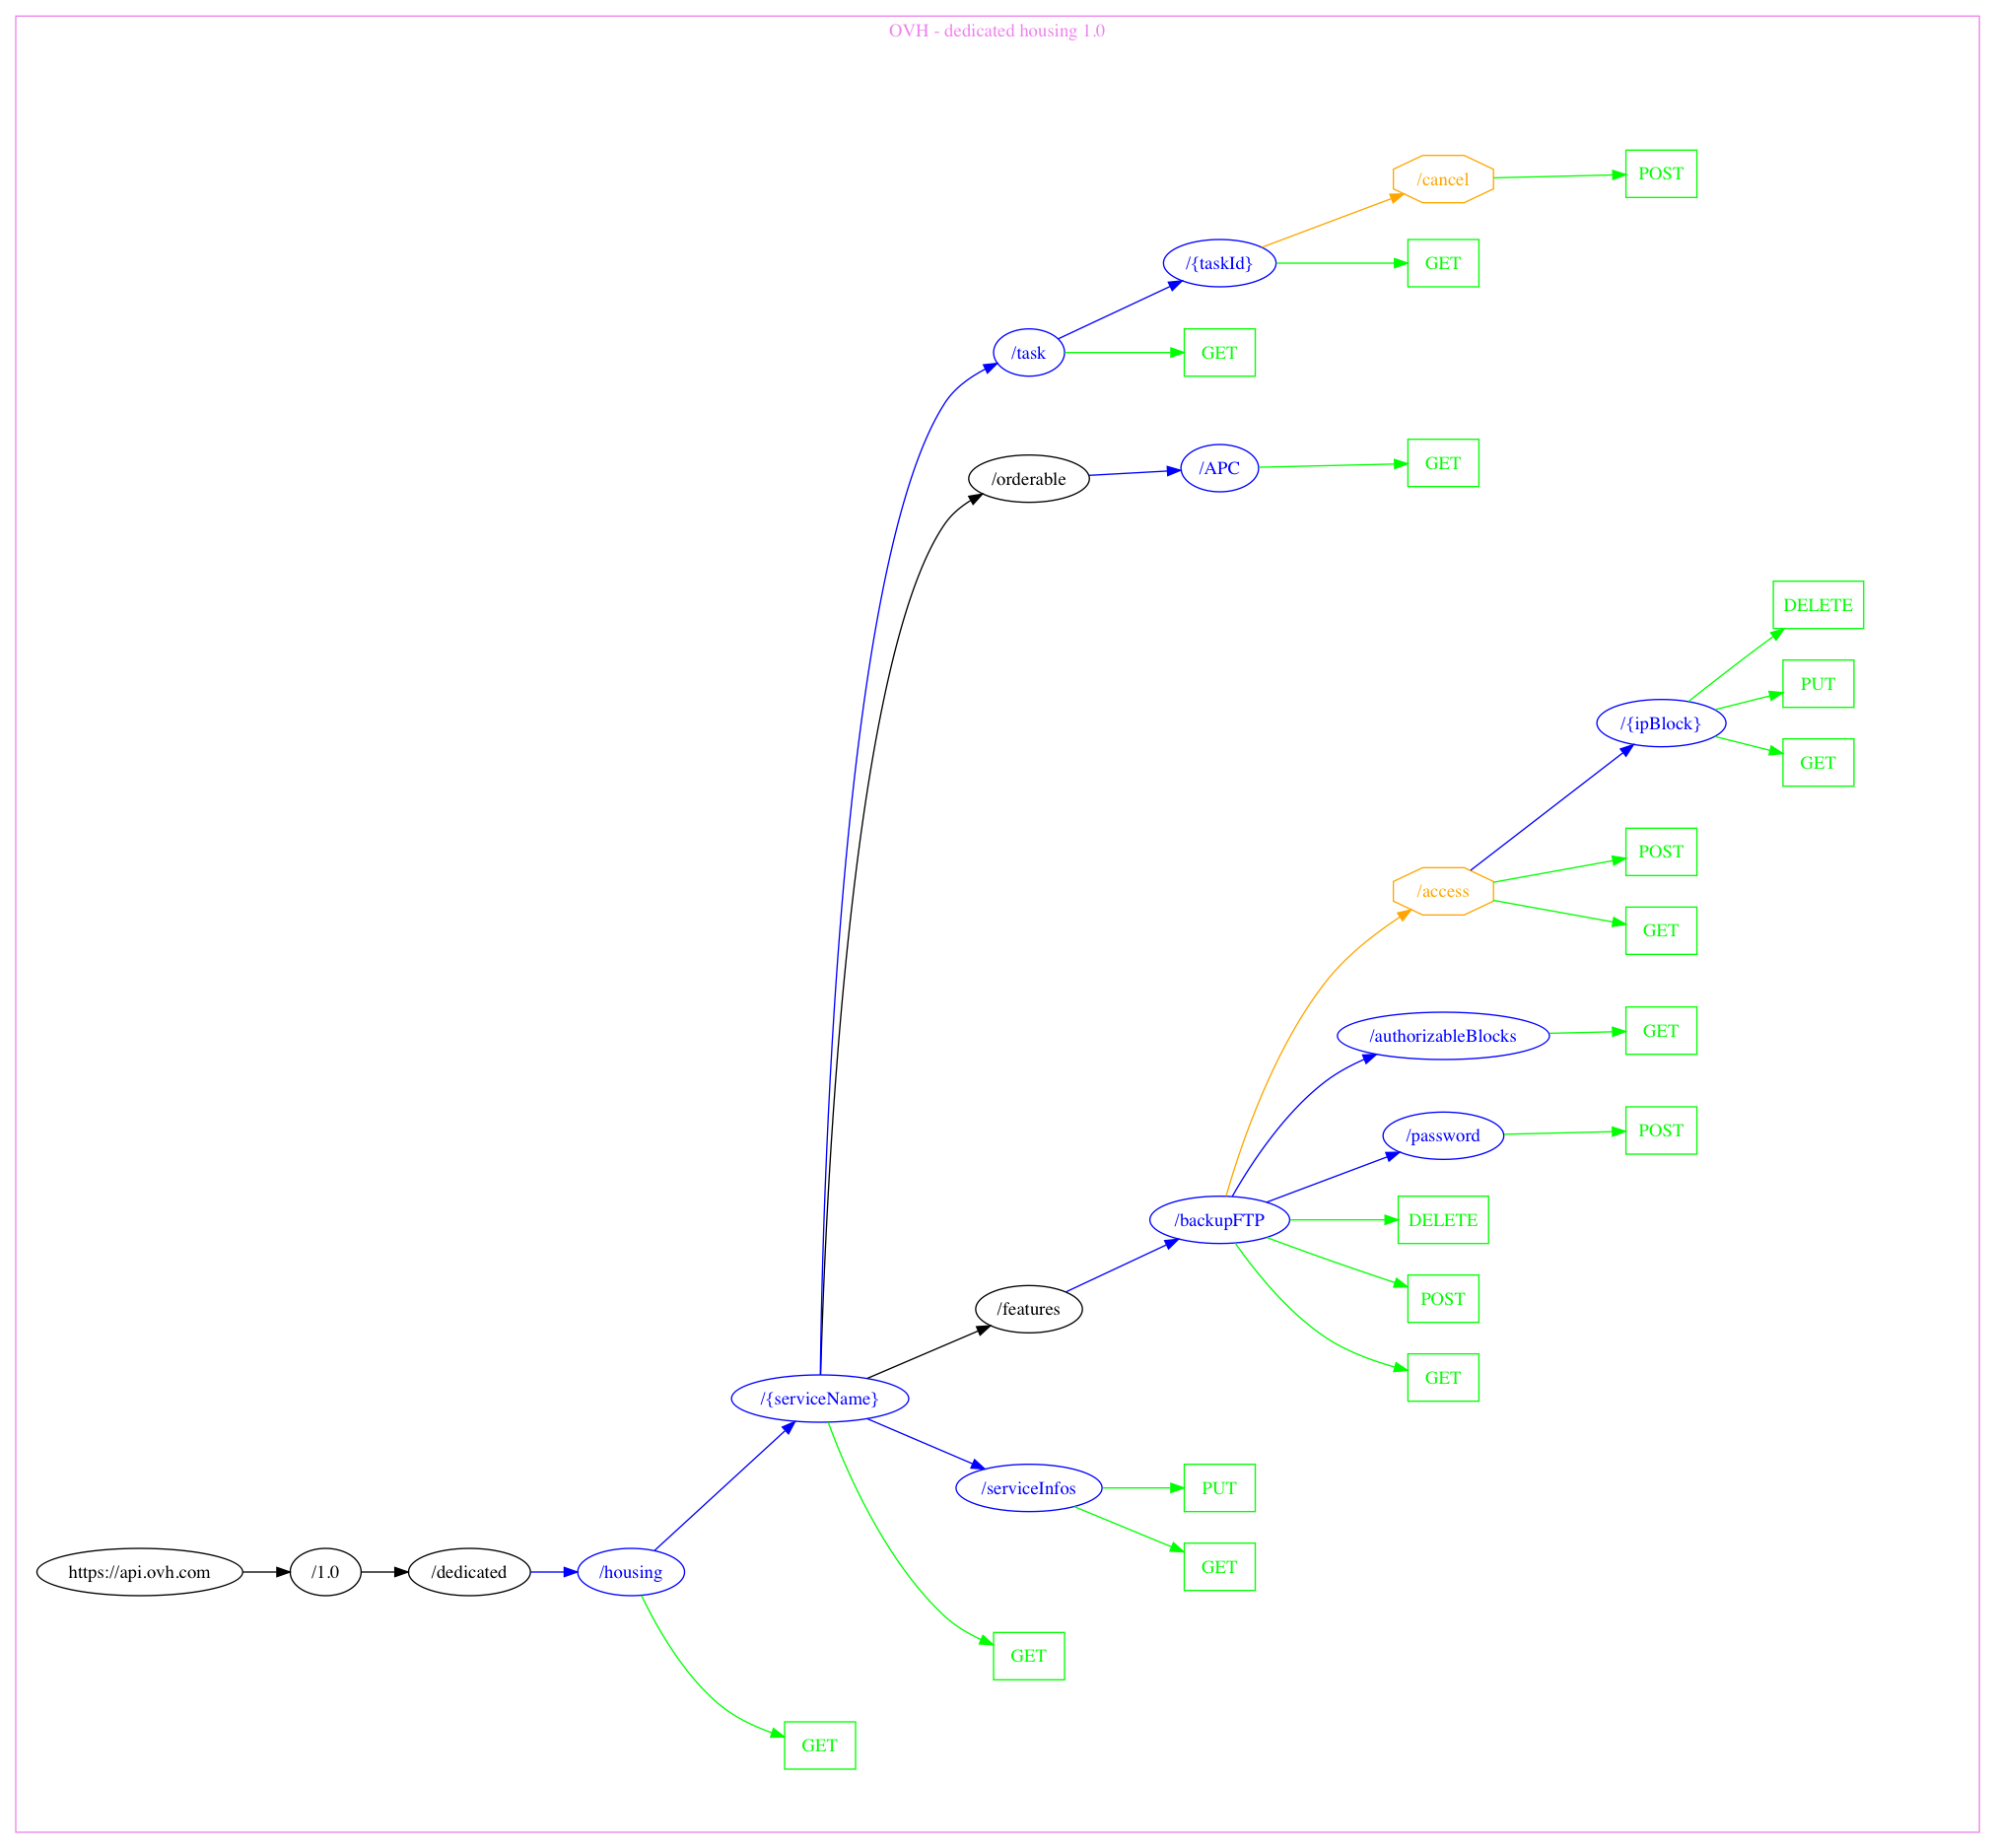 OVH - dedicated housing 1.0
/cancel
POST
/{taskId}
GET
/task
GET
/orderable
/APC
GET
DELETE
PUT
/{ipBlock}
GET
POST
/access
GET
/authorizableBlocks
GET
/password
POST
/backupFTP
DELETE
POST
/features
GET
/{serviceName}
/serviceInfos
PUT
GET
https://api.ovh.com
/1.0
/dedicated
/housing
GET
GET